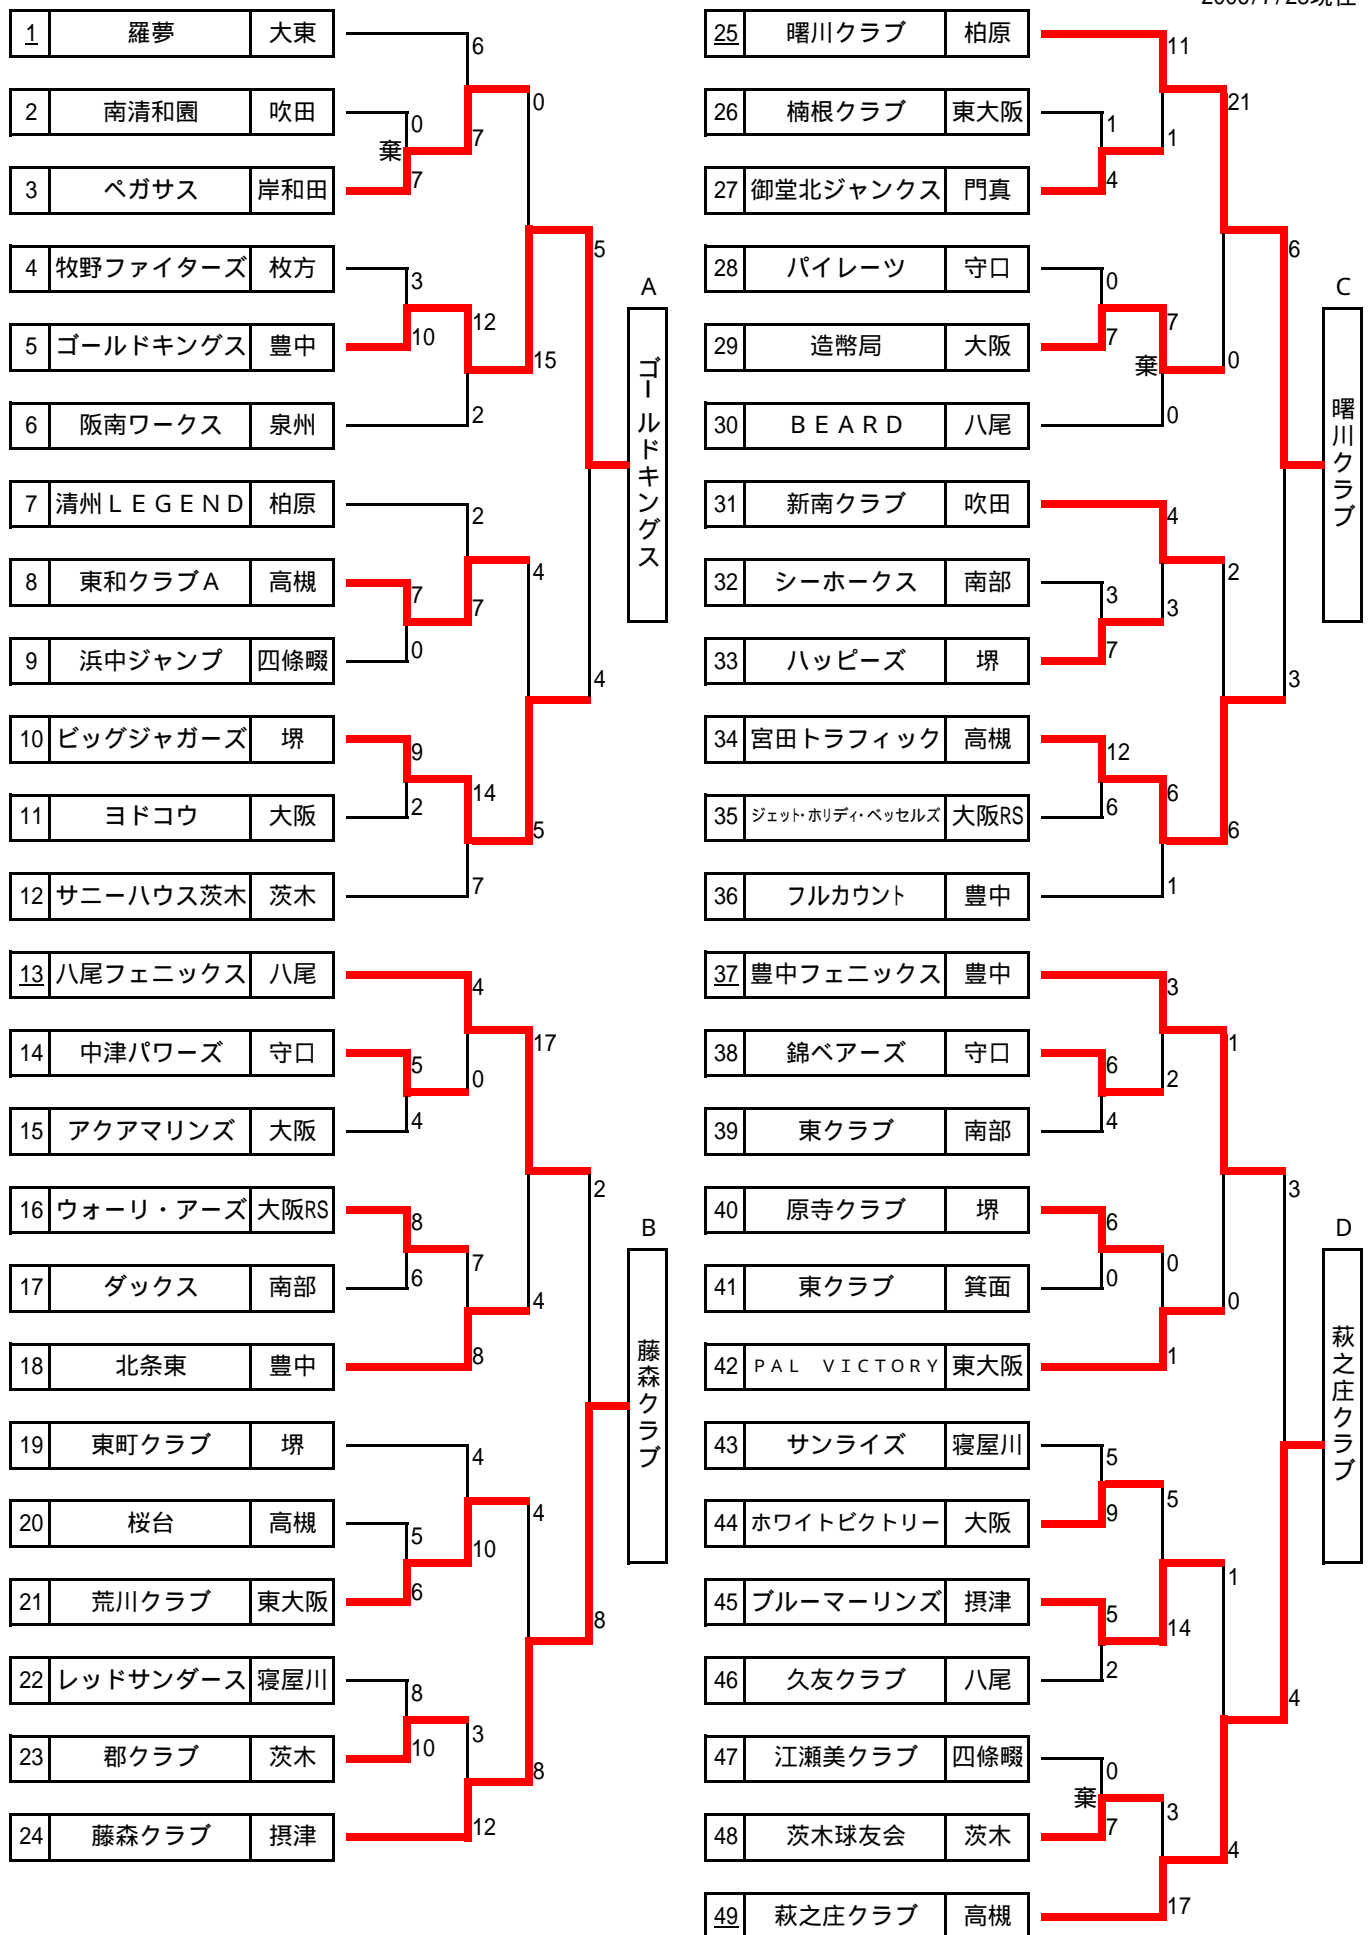 1 羅夢 大東
2 南清和園 吹田
3 ペガサス 岸和田
4 牧野ファイターズ 枚方
5 ゴールドキングス 豊中
6 阪南ワークス 泉州
7 清州ＬＥＧＥＮＤ 柏原
8 東和クラブＡ 高槻
9 浜中ジャンプ 四條畷
10 ビッグジャガーズ 堺
11 ヨドコウ 大阪
12 サニーハウス茨木 茨木
6
0
棄
7
7
0
3
10
12
2
15
5
2
7
0
7
4
9
2
14
7
5
4
A
ゴールドキングス
13 八尾フェニックス 八尾
14 中津パワーズ 守口
15 アクアマリンズ 大阪
16 ウォーリ・アーズ 大阪RS
17 ダックス 南部
18 北条東 豊中
19 東町クラブ 堺
20 桜台 高槻
21 荒川クラブ 東大阪
22 レッドサンダース 寝屋川
23 郡クラブ 茨木
24 藤森クラブ 摂津
4
5
4
0
17
8
6
7
8
4
2
4
5
6
10
4
8
10
3
12
8
8
B
藤森クラブ
25 曙川クラブ 柏原
26 楠根クラブ 東大阪
27 御堂北ジャンクス 門真
28 パイレーツ 守口
29 造幣局 大阪
30 ＢＥＡＲＤ 八尾
31 新南クラブ 吹田
32 シーホークス 南部
33 ハッピーズ 堺
34 宮田トラフィック 高槻
35 ジェット・ホリディ・ベッセルズ 大阪RS
36 フルカウント 豊中
11
1
4
1
21
0
7
7
棄
0
0
6
4
3
7
3
2
12
6
6
1
6
3
C
曙川クラブ
37 豊中フェニックス 豊中
38 錦ベアーズ 守口
39 東クラブ 南部
40 原寺クラブ 堺
41 東クラブ 箕面
42 ＰＡＬ ＶＩＣＴＯＲＹ 東大阪
43 サンライズ 寝屋川
44 ホワイトビクトリー 大阪
45 ブルーマーリンズ 摂津
46 久友クラブ 八尾
47 江瀬美クラブ 四條畷
48 茨木球友会 茨木
49 萩之庄クラブ 高槻
3
6
4
2
1
6
0
0
1
0
3
5
9
5
5
2
14
1
0
棄
7
3
17
4
4
D
萩之庄クラブ